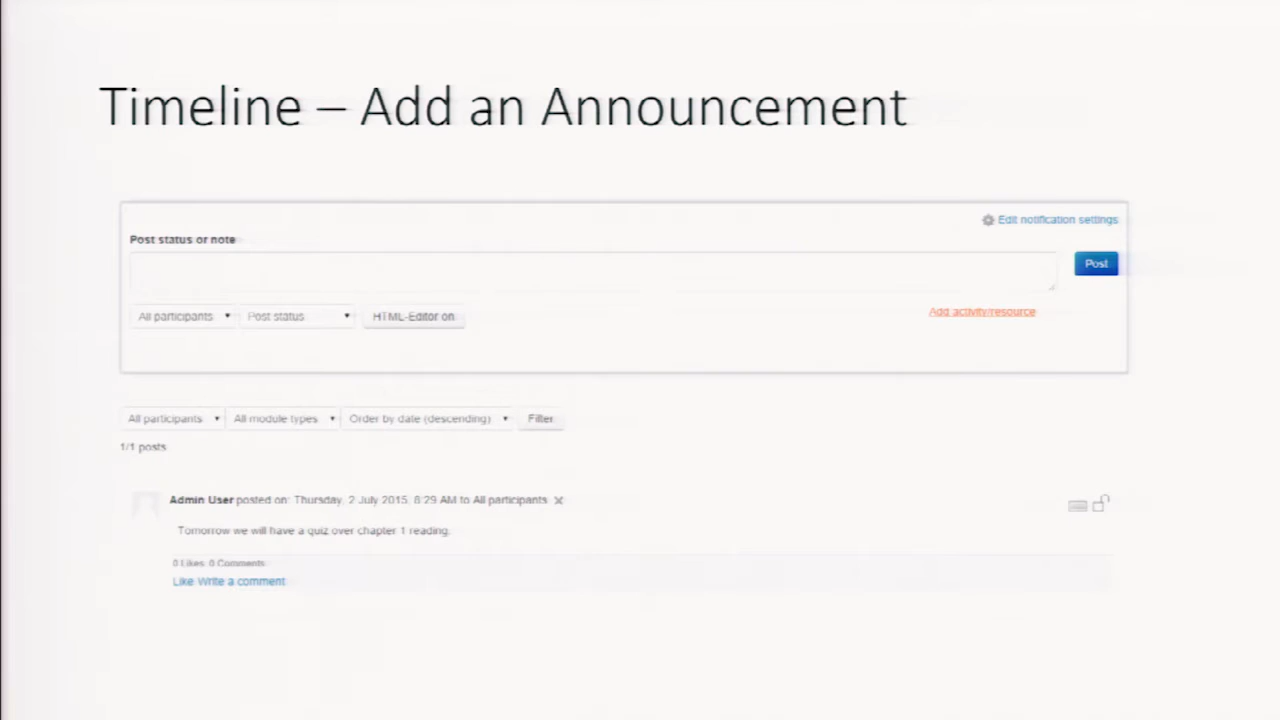 Timeline – Add an Announcement
Edit notification settings
Post status or note
Post
All participants Post status HTML-Editor on
Add activity/resource
All participants All module types Order by date (descending) Filter
1/1 posts
Admin User posted on: Thursday, 2 July 2015, 8:29 AM to All participants
Tomorrow we will have a quiz over chapter 1 reading.
0 Likes: 0 Comments
Like Write a comment